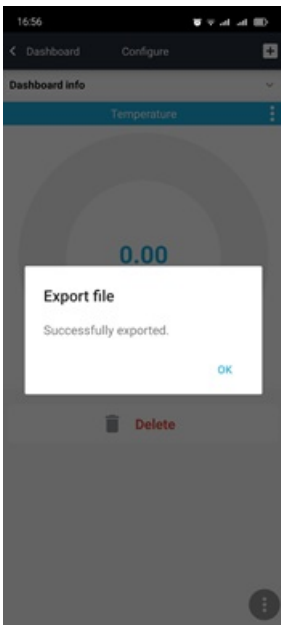 16:56
Dashboard Configure
Dashboard info
Temperature
0.00
Export file
Successfully exported.
OK
Delete